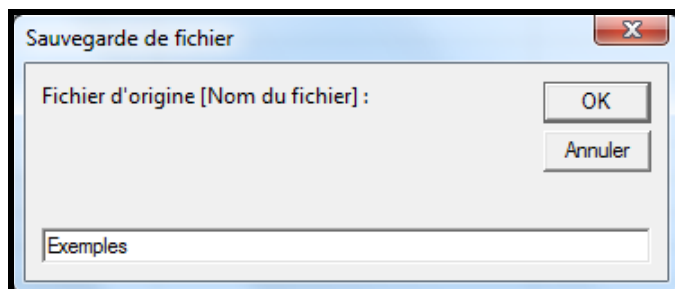 Sauvegarde de fichier
Fichier d'origine [Nom du fichier] :
OK
Annuler
Exemples